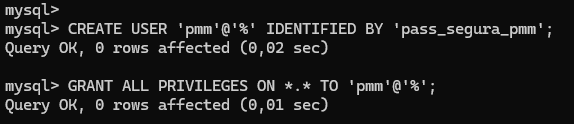 mysql>
mysql> CREATE USER 'pmm'@'%' IDENTIFIED BY 'pass_segura_pmm';
Query OK, 0 rows affected (0,02 sec)

mysql> GRANT ALL PRIVILEGES ON *.* TO 'pmm'@'%';
Query OK, 0 rows affected (0,01 sec)